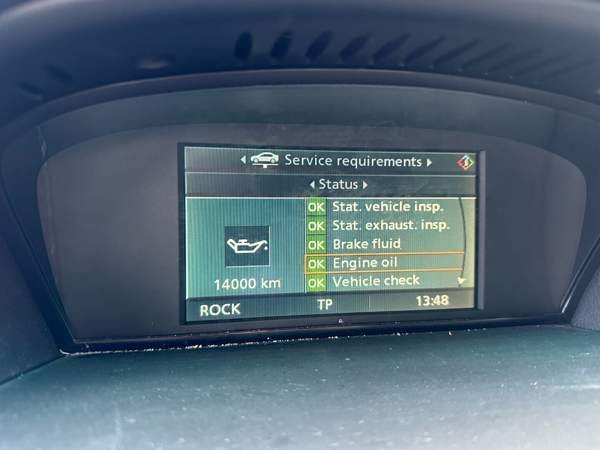 Service requirements
Status
OK Stat. vehicle insp.
OK Stat. exhaust. insp.
OK Brake fluid
OK Engine oil
OK Vehicle check
14000 km
ROCK TP 13:48